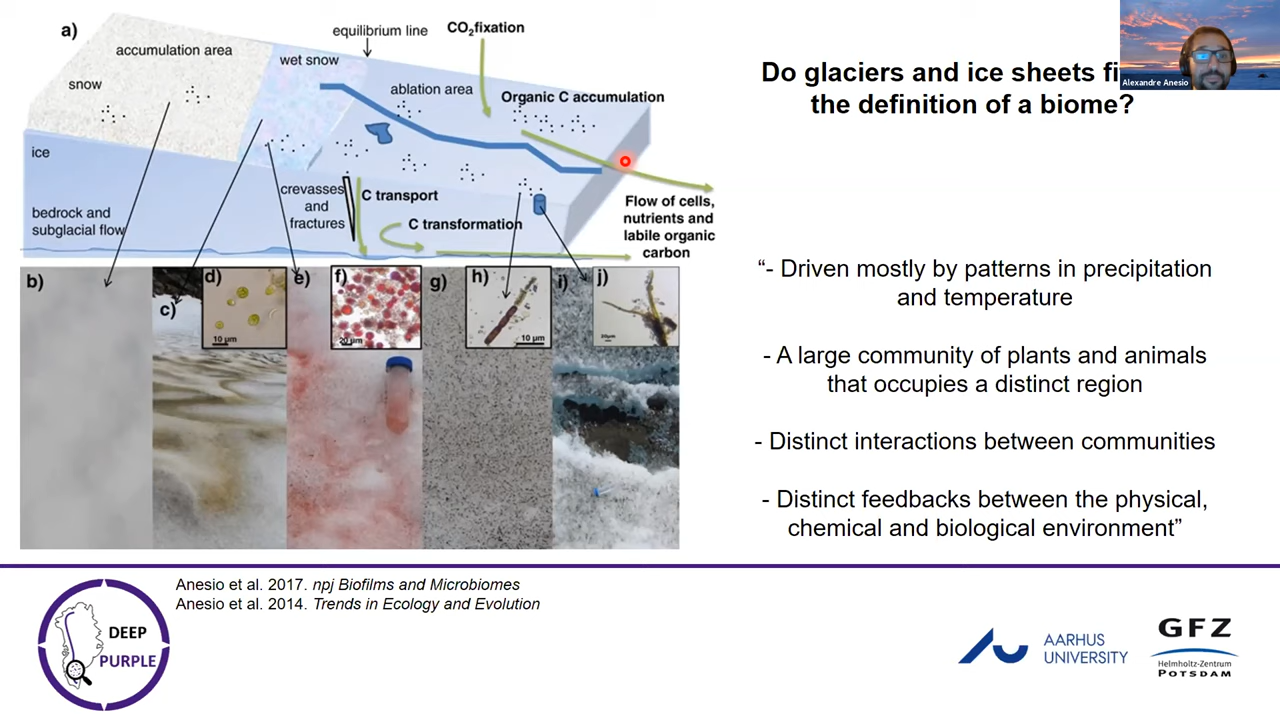 a)
accumulation area
snow
equilibrium line
wet snow
CO₂fixation
ablation area
Organic C accumulation
ice
bedrock and
subglacial flow
crevasses
and
fractures
C transport
C transformation
Flow of cells,
nutrients and
labile organic
carbon
b)
c)
d)
10 µm
e)
f)
20 µm
g)
h)
10 µm
i)
j)
20µm
Do glaciers and ice sheets fi
the definition of a biome?
Alexandre Anesio
“- Driven mostly by patterns in precipitation
and temperature
- A large community of plants and animals
that occupies a distinct region
- Distinct interactions between communities
- Distinct feedbacks between the physical,
chemical and biological environment”
Anesio et al. 2017. npj Biofilms and Microbiomes
Anesio et al. 2014. Trends in Ecology and Evolution
DEEP
PURPLE
AARHUS
UNIVERSITY
GFZ
Helmholtz-Zentrum
POTSDAM